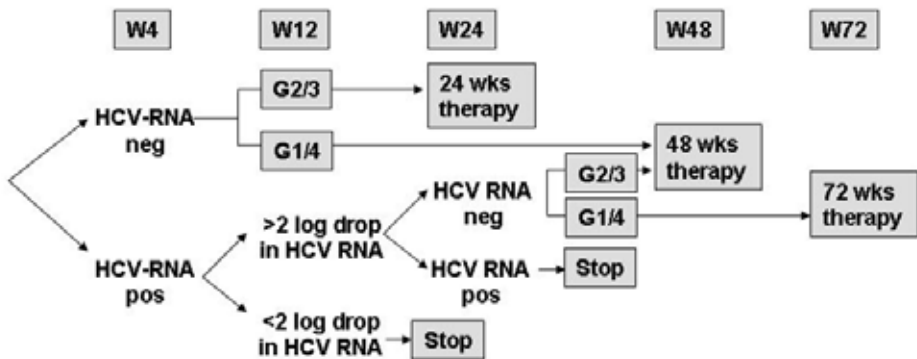 W4
W12
W24
W48
W72
HCV-RNA
neg
G2/3
24 wks
therapy
G1/4
48 wks
therapy
HCV-RNA
pos
>2 log drop
in HCV RNA
HCV RNA
neg
G2/3
G1/4
72 wks
therapy
HCV RNA
pos
Stop
<2 log drop
in HCV RNA
Stop